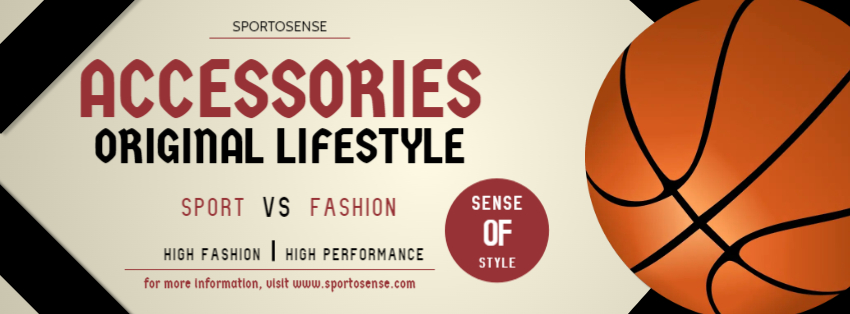 SPORTOSENSE
ACCESSORIES
ORIGINAL LIFESTYLE
SPORT VS FASHION
HIGH FASHION | HIGH PERFORMANCE
for more information, visit www.sportosense.com
SENSE
OF
STYLE